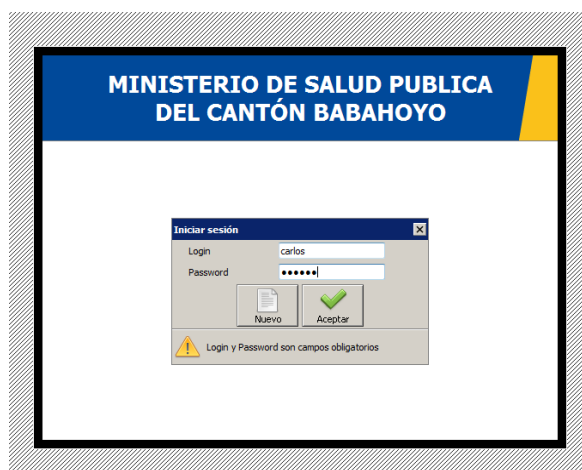 MINISTERIO DE SALUD PUBLICA
DEL CANTÓN BABAHOYO
Iniciar sesión
Login carlos
Password ●●●●●●
Nuevo Aceptar
Login y Password son campos obligatorios